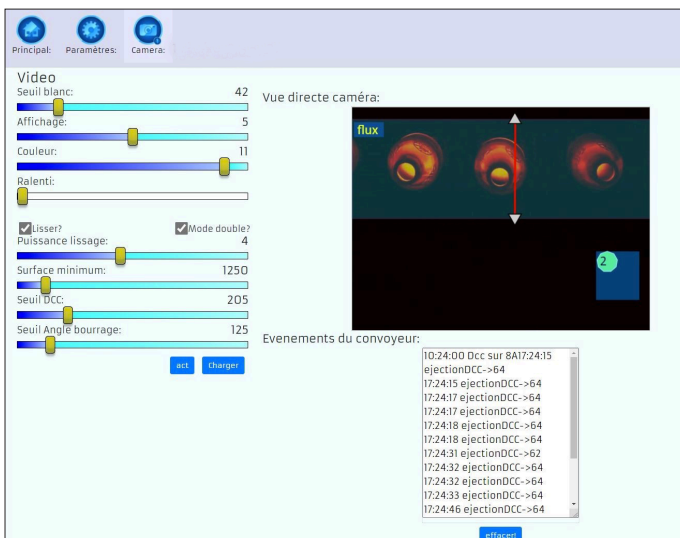 Principal: Paramètres: Camera:
Video
Seuil blanc: 42
Affichage: 5
Couleur: 11
Ralenti:
Lisser? Mode double?
Puissance lissage: 4
Surface minimum: 1250
Seuil DCC: 205
Seuil Angle bourrage: 125
act Charger
Vue directe caméra:
flux
2
Evenements du convoyeur:
10:24:00 Dcc sur 8A17:24:15
ejectionDCC->64
17:24:15 ejectionDCC->64
17:24:17 ejectionDCC->64
17:24:17 ejectionDCC->64
17:24:18 ejectionDCC->64
17:24:18 ejectionDCC->64
17:24:31 ejectionDCC->62
17:24:32 ejectionDCC->64
17:24:32 ejectionDCC->64
17:24:33 ejectionDCC->64
17:24:46 ejectionDCC->64
effacer!